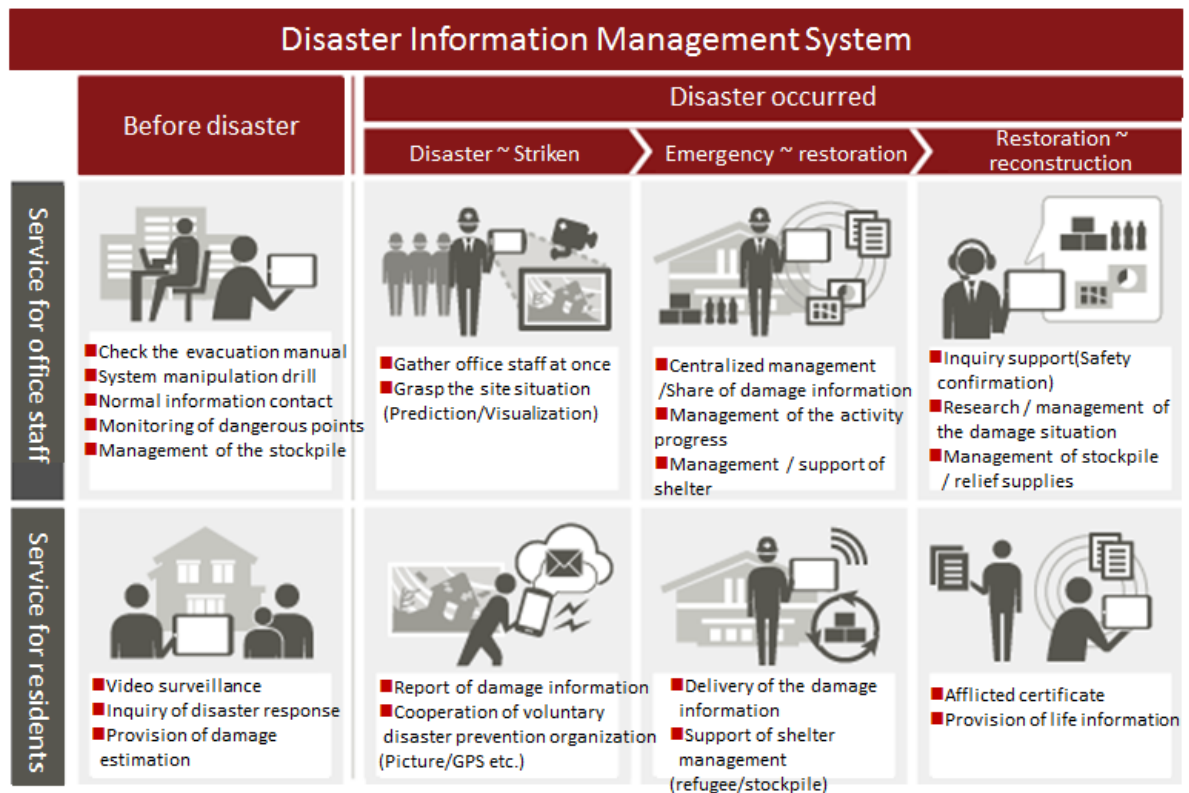 Disaster Information Management System
Before disaster
Disaster occurred
Disaster ~ Striken
Emergency ~ restoration
Restoration ~
reconstruction
Service for office staff
■Check the evacuation manual
■System manipulation drill
■Normal information contact
■Monitoring of dangerous points
■Management of the stockpile
■Gather office staff at once
■Grasp the site situation
(Prediction/Visualization)
■Centralized management
/Share of damage information
■Management of the activity
progress
■Management / support of
shelter
■Inquiry support(Safety
confirmation)
■Research / management of
the damage situation
■Management of stockpile
/ relief supplies
Service for residents
■Video surveillance
■Inquiry of disaster response
■Provision of damage
estimation
■Report of damage information
■Cooperation of voluntary
disaster prevention organization
(Picture/GPS etc.)
■Delivery of the damage
information
■Support of shelter
management
(refugee/stockpile)
■Afflicted certificate
■Provision of life information